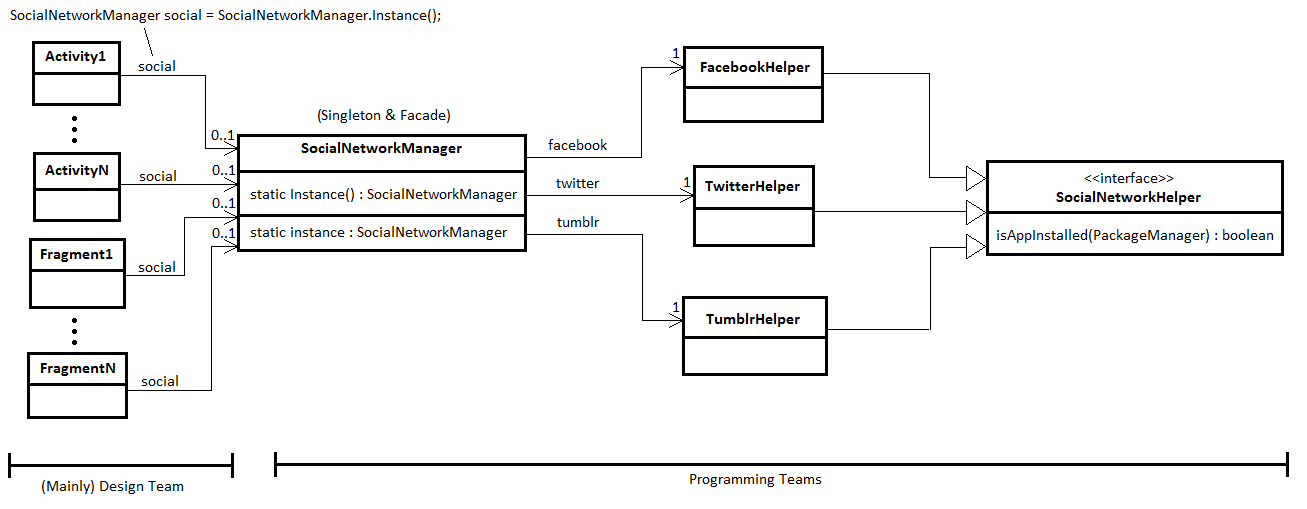 SocialNetworkManager social = SocialNetworkManager.Instance();
Activity1
social
ActivityN
social
Fragment1
social
FragmentN
social
0..1
0..1
0..1
0..1
(Singleton & Facade)
SocialNetworkManager
static Instance() : SocialNetworkManager
static instance : SocialNetworkManager
facebook
twitter
tumblr
1
FacebookHelper
1
TwitterHelper
1
TumblrHelper
<<interface>>
SocialNetworkHelper
isAppInstalled(PackageManager) : boolean
(Mainly) Design Team
Programming Teams